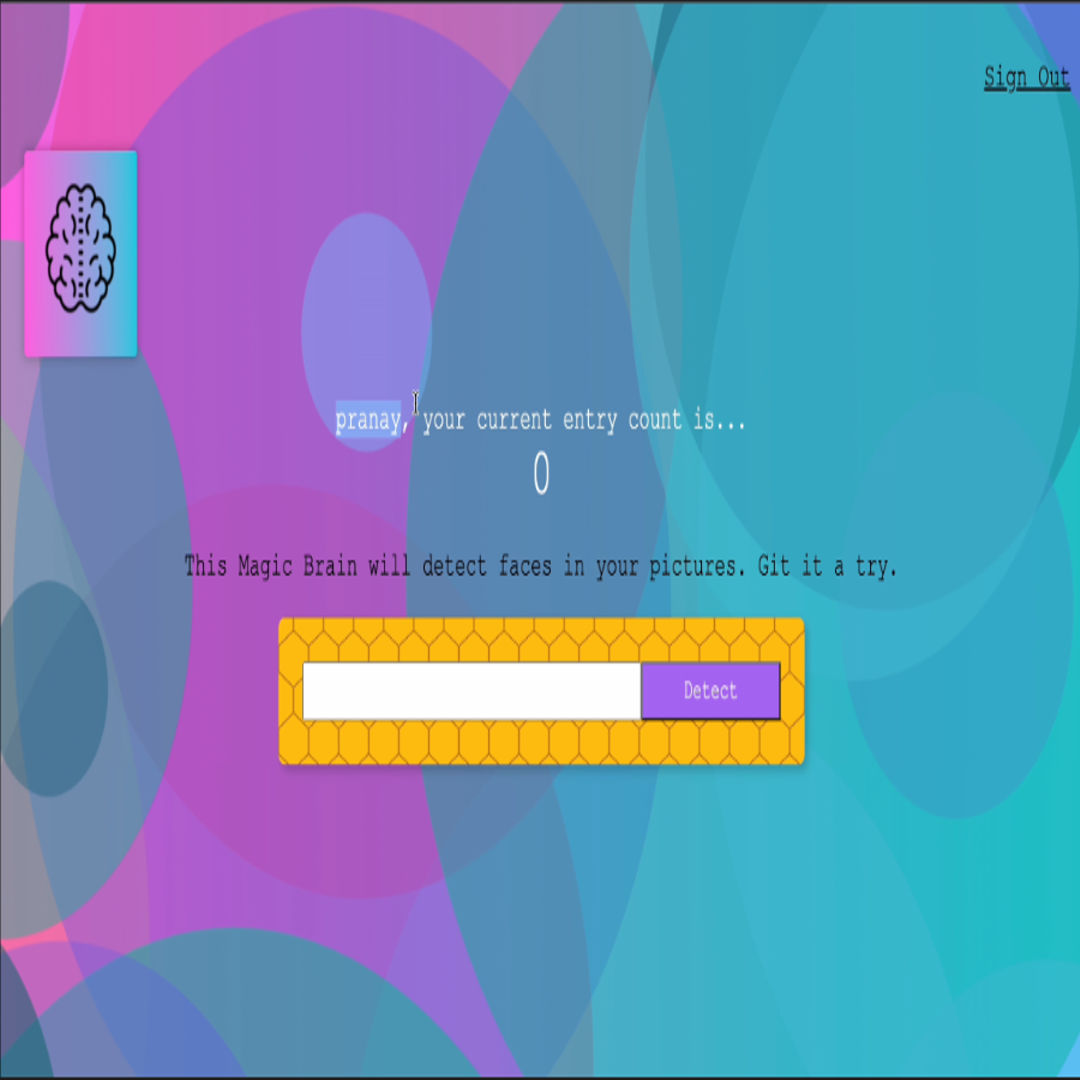 Sign Out
pranay, your current entry count is...
0
This Magic Brain will detect faces in your pictures. Git it a try.
Detect